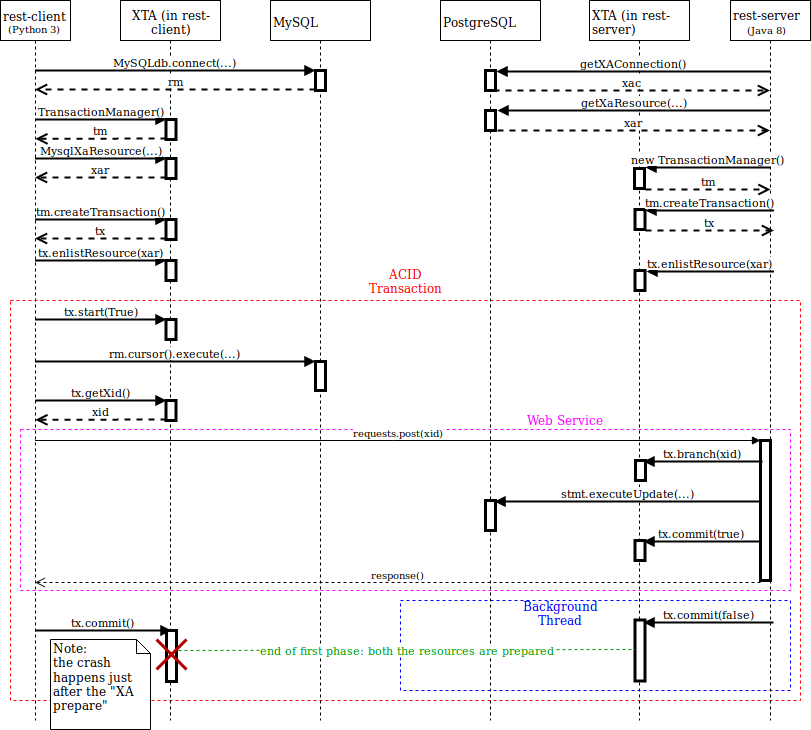 rest-client
(Python 3)
XTA (in rest-
client)
MySQL
PostgreSQL
XTA (in rest-
server)
rest-server
(Java 8)
MySQLdb.connect(...)
getXAConnection()
rm
xac
getXaResource(...)
TransactionManager()
xar
tm
MysqlXaResource(...)
new TransactionManager()
xar
tm
tm.createTransaction()
tm.createTransaction()
tx
tx
tx.enlistResource(xar)
tx.enlistResource(xar)
ACID
Transaction
tx.start(True)
rm.cursor().execute(...)
tx.getXid()
xid
Web Service
requests.post(xid)
tx.branch(xid)
stmt.executeUpdate(...)
tx.commit(true)
response()
Background
Thread
tx.commit()
tx.commit(false)
end of first phase: both the resources are prepared
Note:
the crash
happens just
after the "XA
prepare"